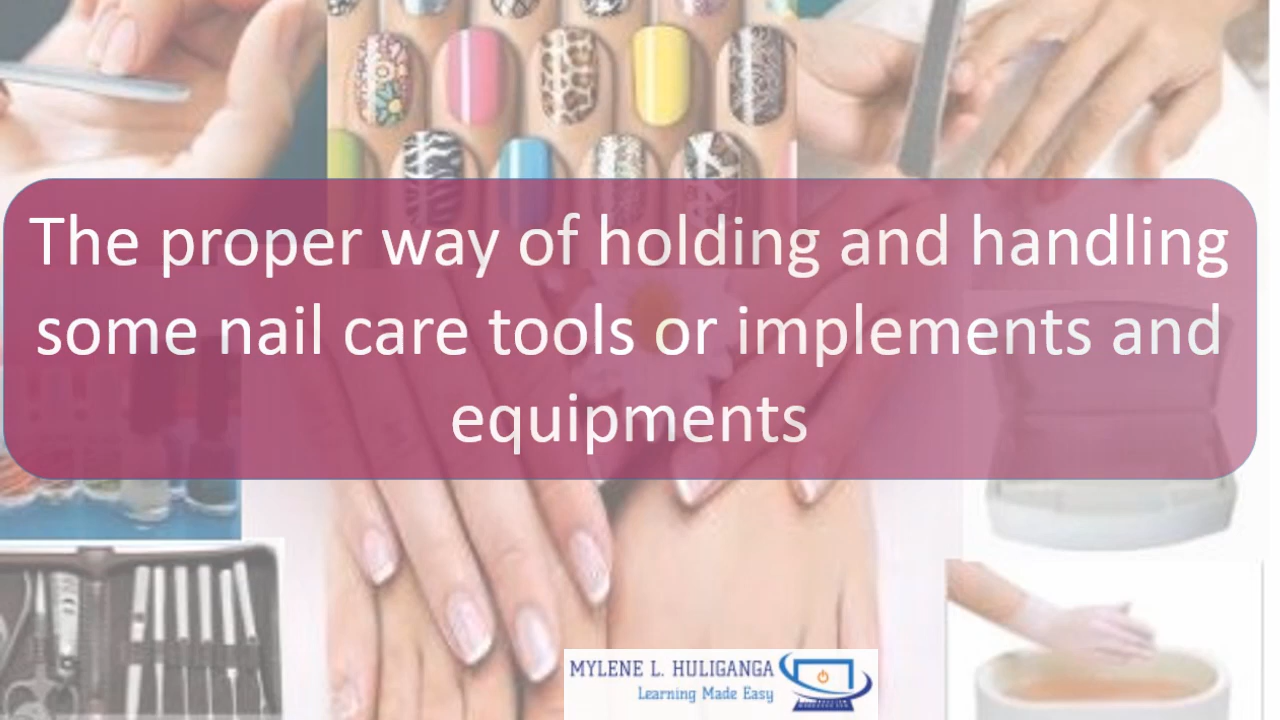 The proper way of holding and handling
some nail care tools or implements and
equipments
MYLENE L. HULIGANGA
Learning Made Easy